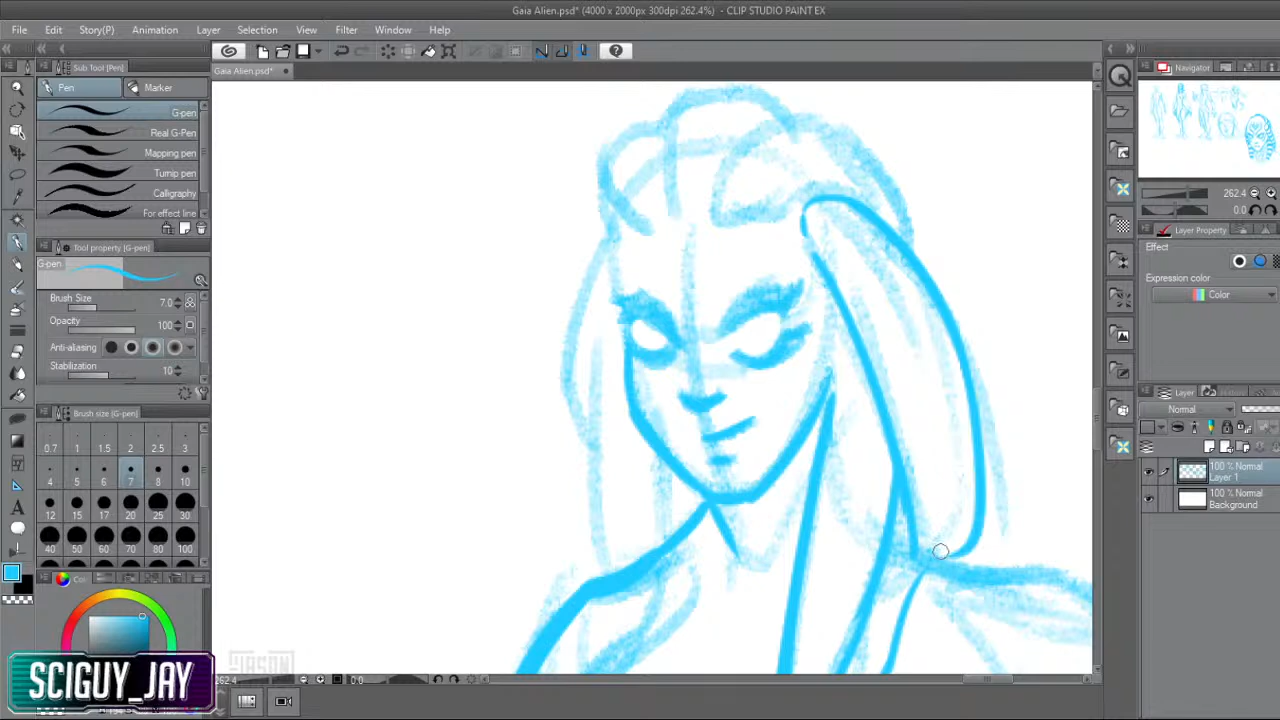 Gaia Alien.psd* (4000 x 2000px 300dpi 262.4%) - CLIP STUDIO PAINT EX
File Edit Story(P) Animation Layer Selection View Filter Window Help
Sub Tool [Pen]
Gaia Alien.psd*
Navigator
Pen Marker
G-pen
Real G-Pen
Mapping pen
Turnip pen
Calligraphy
For effect line
262.4
0.0
Tool property [G-pen]
G-pen
Layer Property
Effect
Expression color
Color
Brush Size 7.0
Opacity 100
Anti-aliasing
Stabilization 10
Brush size [G-pen]
0.7 1 1.5 2 2.5 3
4 5 6 7 8 10
12 15 17 20 25 30
40 50 60 70 80 100
Layer
Normal
100 % Normal
Layer 1
100 % Normal
Background
SCIGUY_JAY
JASON
262.4
0.0